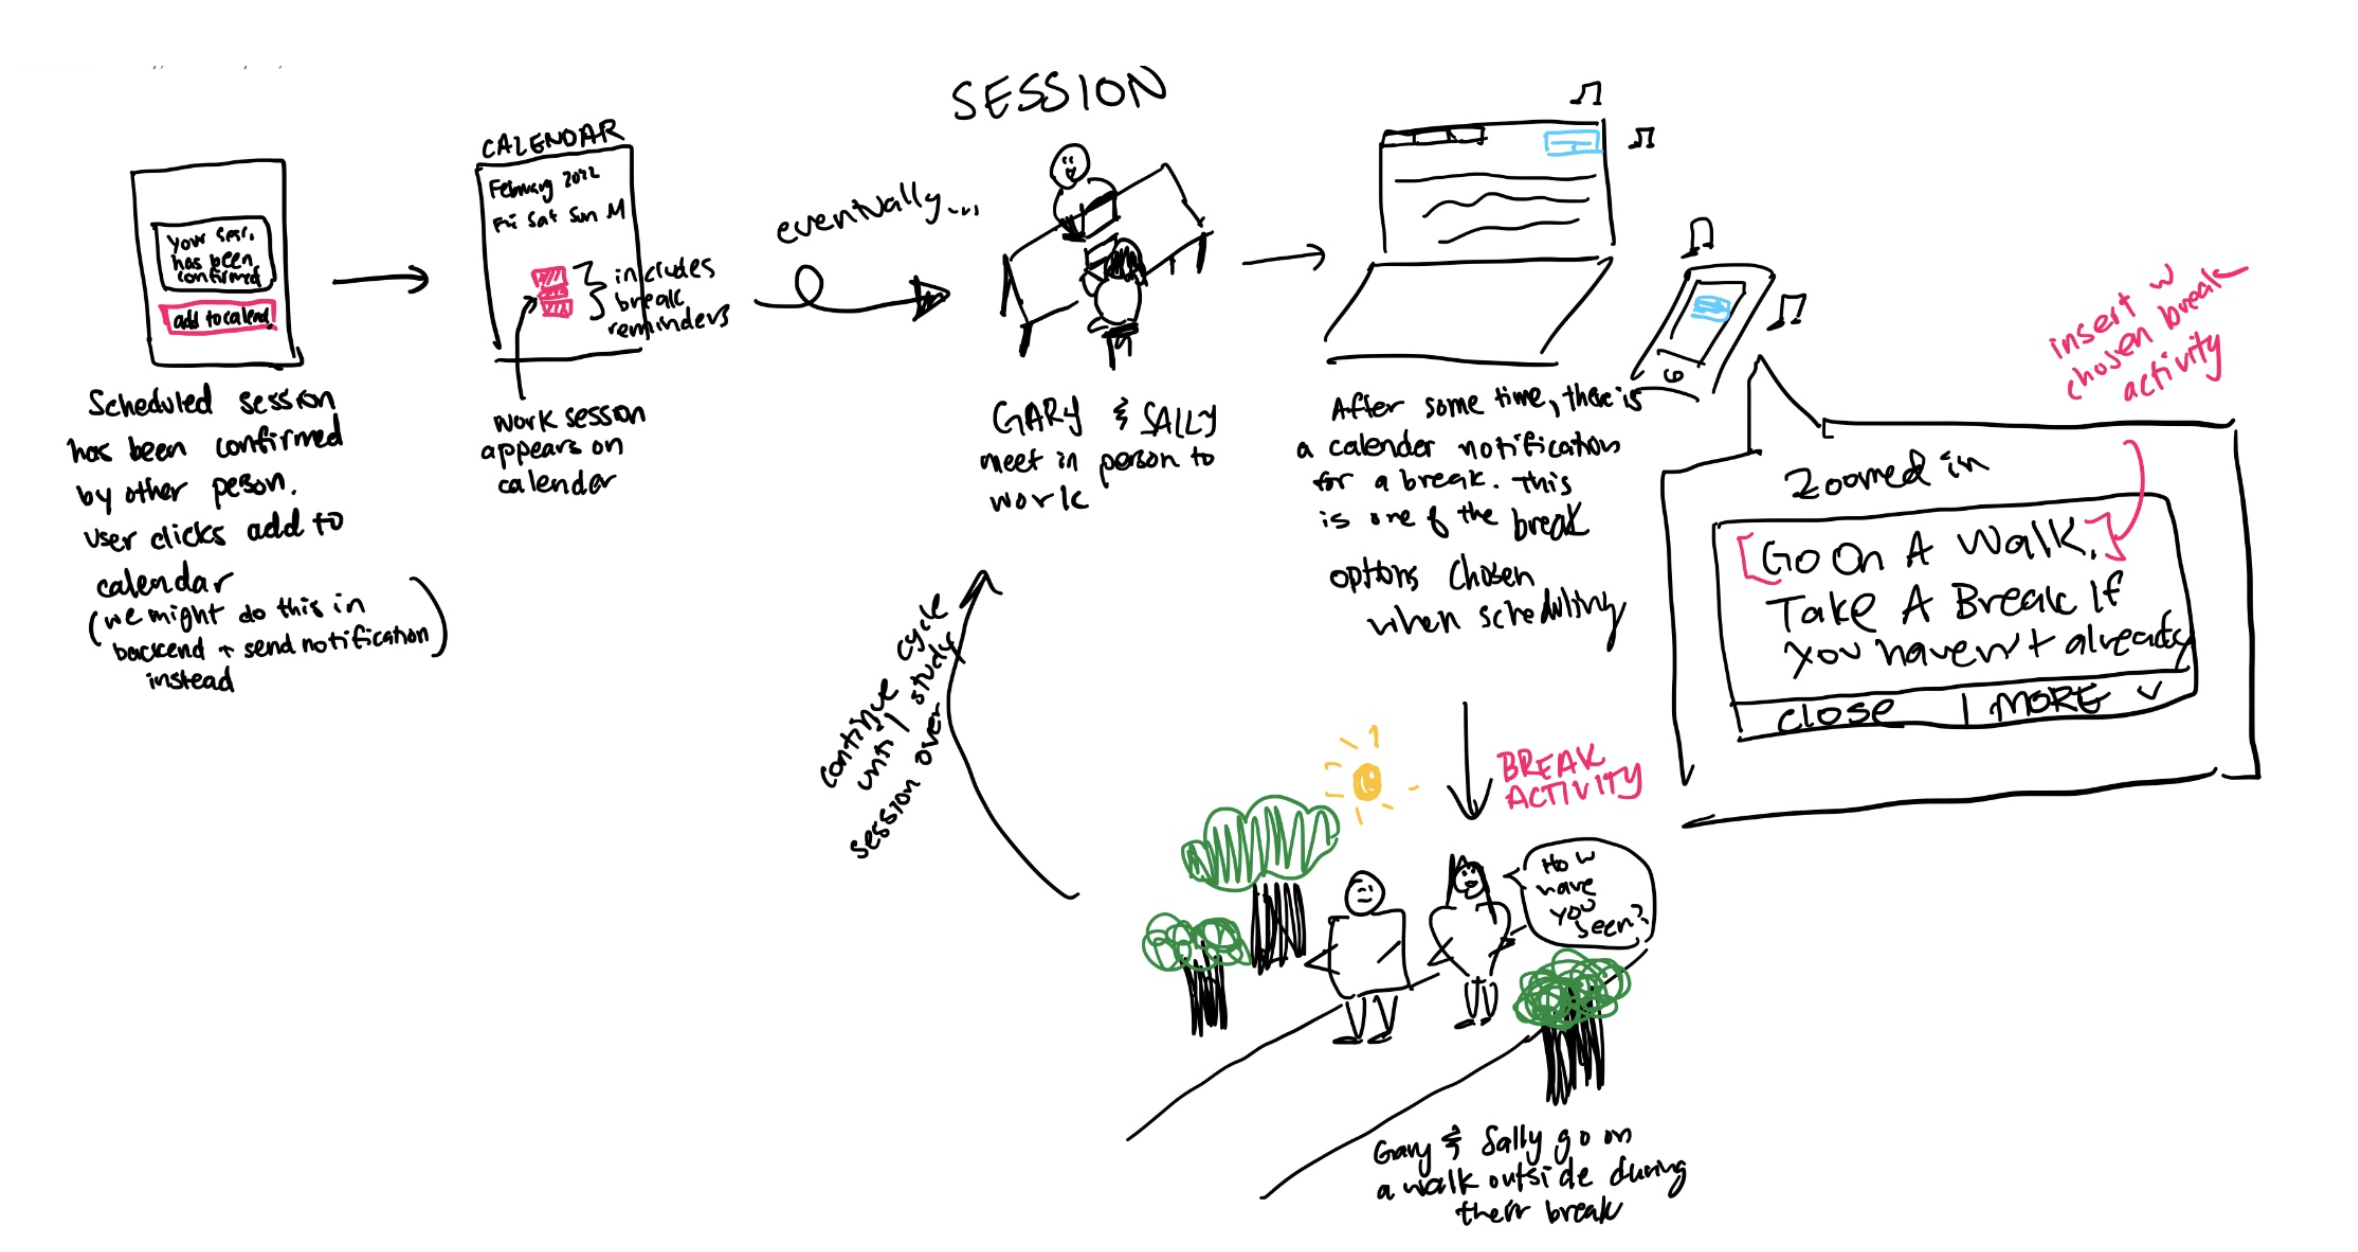 Your sess.
has been
confirmed
add to calend.
Scheduled session
has been confirmed
by other person.
User clicks add to
calendar
(we might do this in
backend + send notification)
instead
CALENDAR
February 2022
Fri Sat Sun M
includes
break
reminders
work session
appears on
calendar
eventually...
SESSION
GARY & SALLY
meet in person to
work
After some time, there is
a calender notification
for a break. This
is one of the break
options chosen
when scheduling
insert w
chosen break
activity
Zoomed in
[Go On A Walk.]
Take A Break If
You haven't already
close | MORE
BREAK
ACTIVITY
How
have
you
seen?
Gary & Sally go on
a walk outside during
their break
continue cycle
until study
session over